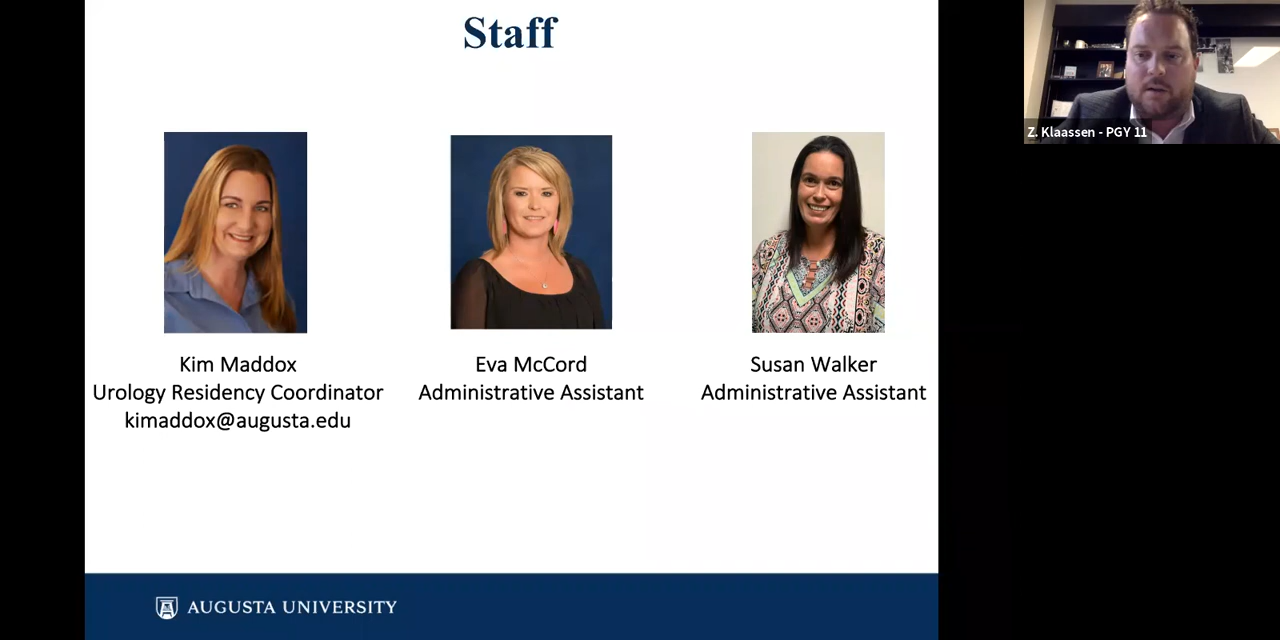 Staff
Z. Klaassen - PGY 11
Kim Maddox
Urology Residency Coordinator
kimaddox@augusta.edu
Eva McCord
Administrative Assistant
Susan Walker
Administrative Assistant
AUGUSTA UNIVERSITY